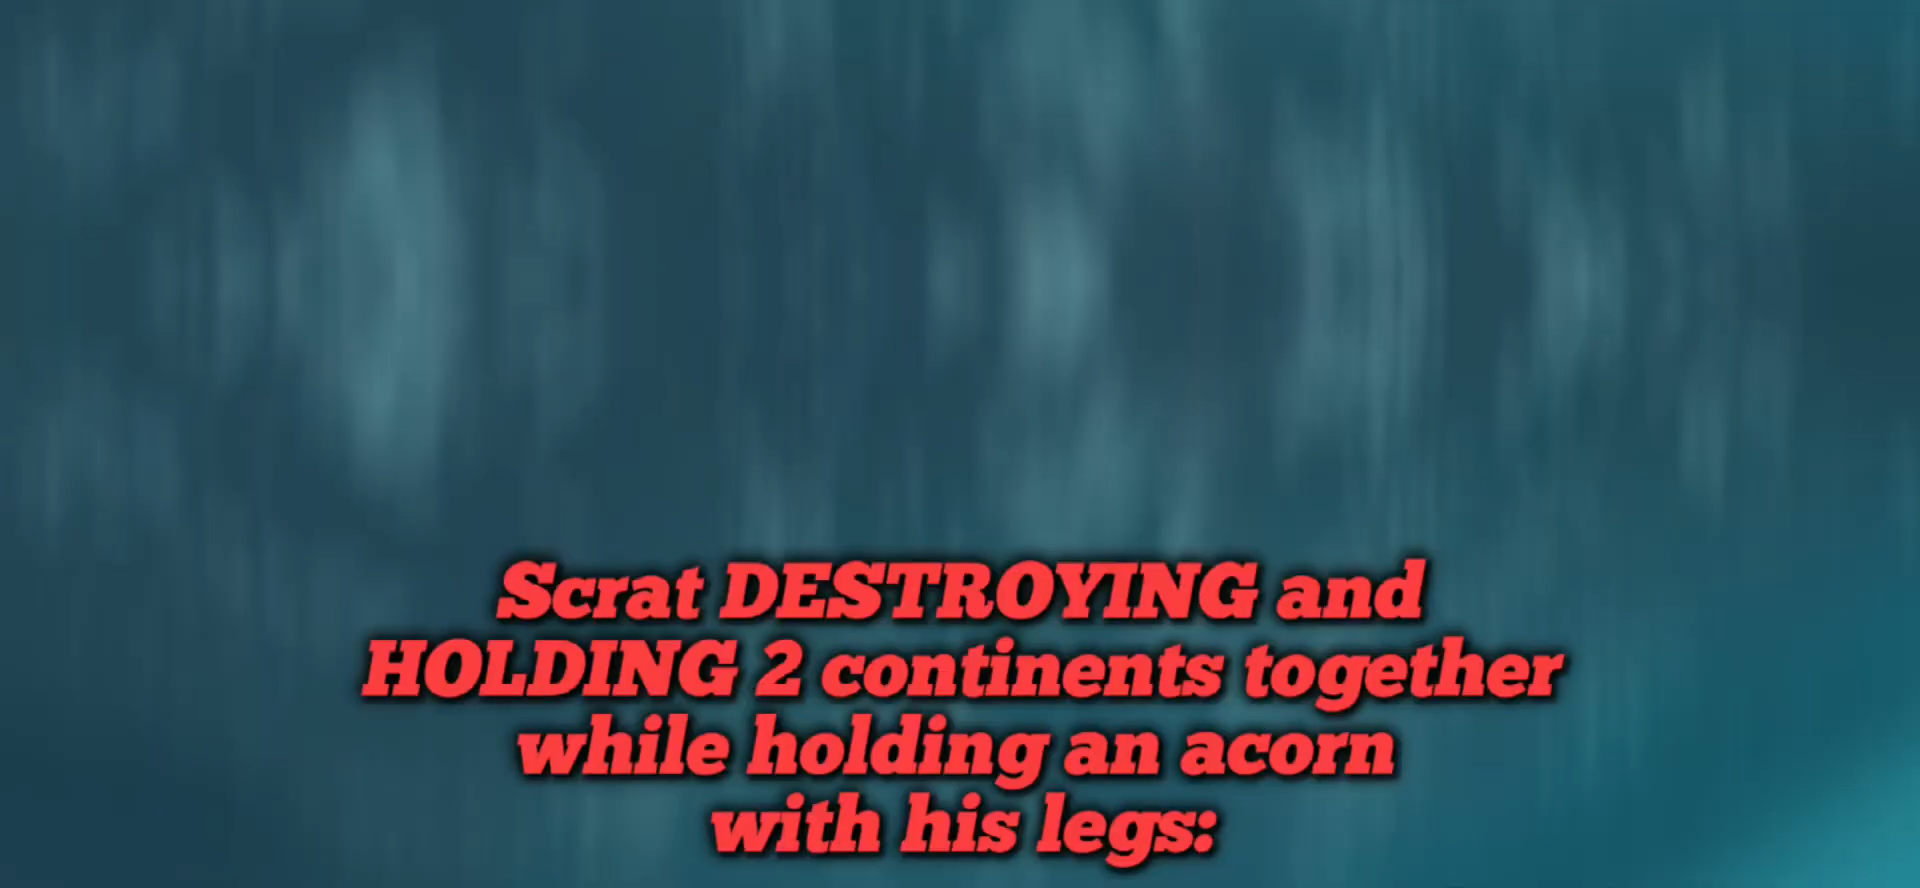 Scrat DESTROYING and
HOLDING 2 continents together
while holding an acorn
with his legs: